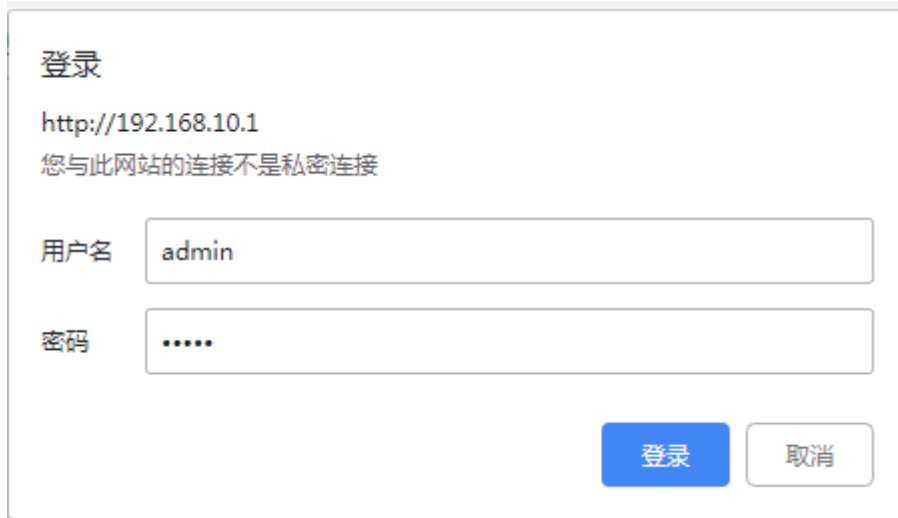 登录
http://192.168.10.1
您与此网站的连接不是私密连接
用户名 admin
密码 •••••
登录 取消